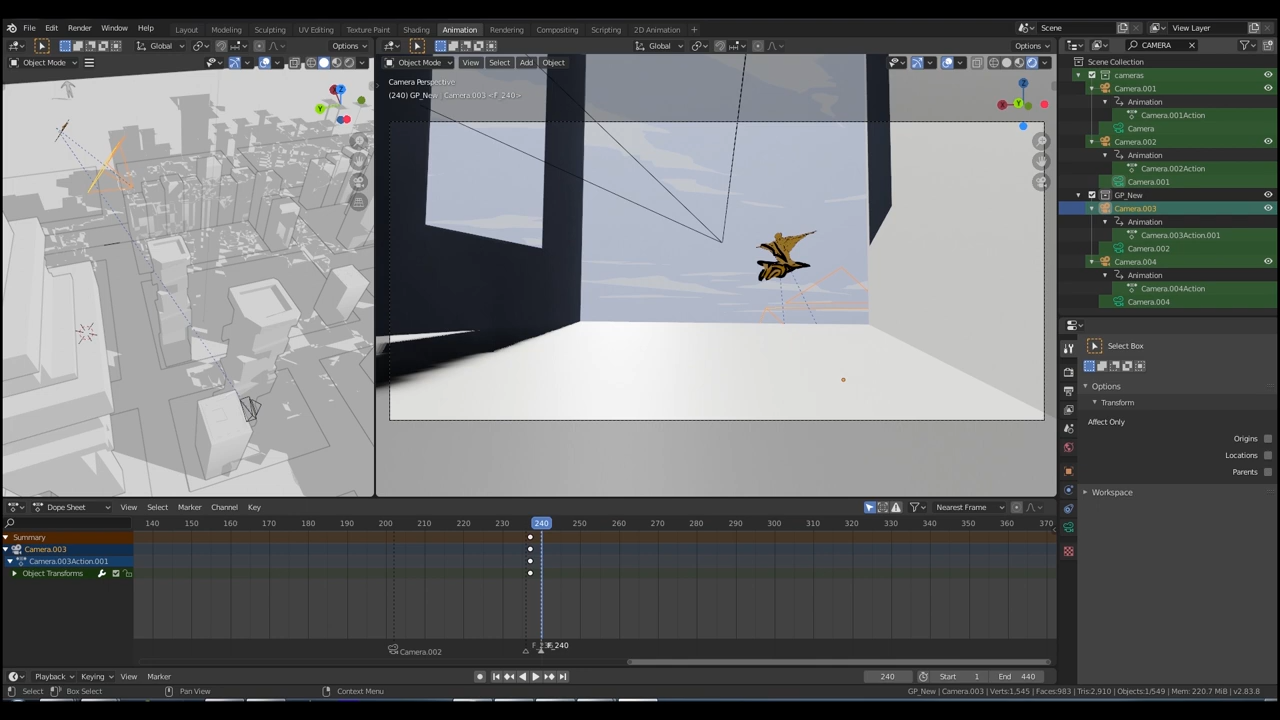 File Edit Render Window Help Layout Modeling Sculpting UV Editing Texture Paint Shading Animation Rendering Compositing Scripting 2D Animation + Scene View Layer
Global Options Global Options CAMERA
Object Mode Object Mode View Select Add Object Scene Collection
cameras
Camera Perspective
Camera.001
(240) GP_New | Camera.003 <F_240>
Animation
Camera.001Action
Camera
Camera.002
Animation
Camera.002Action
Camera.001
GP_New
Camera.003
Animation
Camera.003Action.001
Camera.002
Camera.004
Animation
Camera.004Action
Camera.004
Select Box
Options
Transform
Affect Only
Origins
Locations
Parents
Workspace
Dope Sheet View Select Marker Channel Key Nearest Frame
140 150 160 170 180 190 200 210 220 230 240 250 260 270 280 290 300 310 320 330 340 350 360 370
Summary
Camera.003
Camera.003Action.001
Object Transforms
F_240
Camera.002
Playback Keying View Marker 240 Start 1 End 440
Select Box Select Pan View Context Menu GP_New | Camera.003 | Verts:1,545 | Faces:983 | Tris:2,910 | Objects:1/549 | Mem: 220.7 MiB | v2.83.8